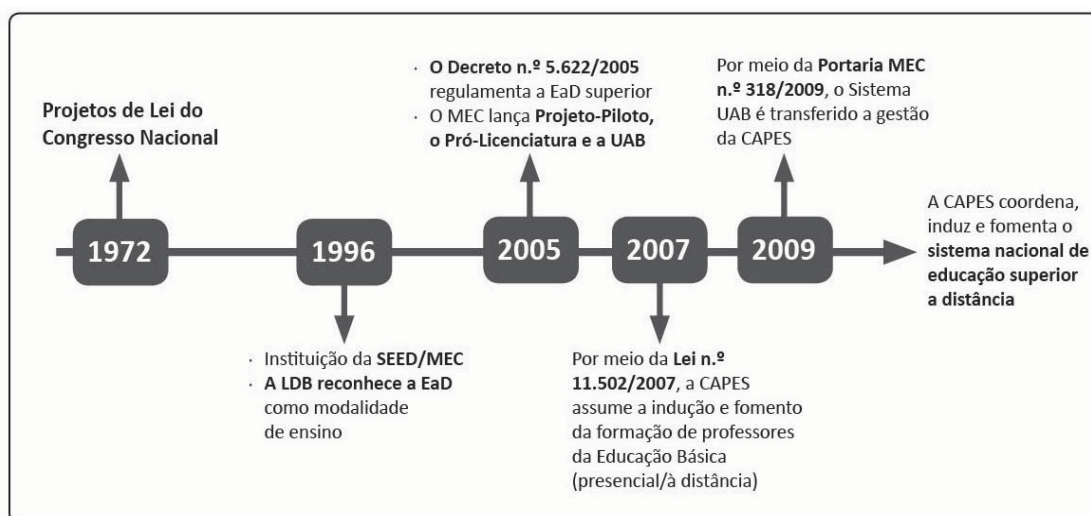 Projetos de Lei do
Congresso Nacional
· O Decreto n.º 5.622/2005
regulamenta a EaD superior
· O MEC lança Projeto-Piloto,
o Pró-Licenciatura e a UAB
Por meio da Portaria MEC
n.º 318/2009, o Sistema
UAB é transferido a gestão
da CAPES
1972
1996
2005
2007
2009
A CAPES coordena,
induz e fomenta o
sistema nacional de
educação superior
a distância
· Instituição da SEED/MEC
· A LDB reconhece a EaD
como modalidade
de ensino
Por meio da Lei n.º
11.502/2007, a CAPES
assume a indução e fomento
da formação de professores
da Educação Básica
(presencial/à distância)